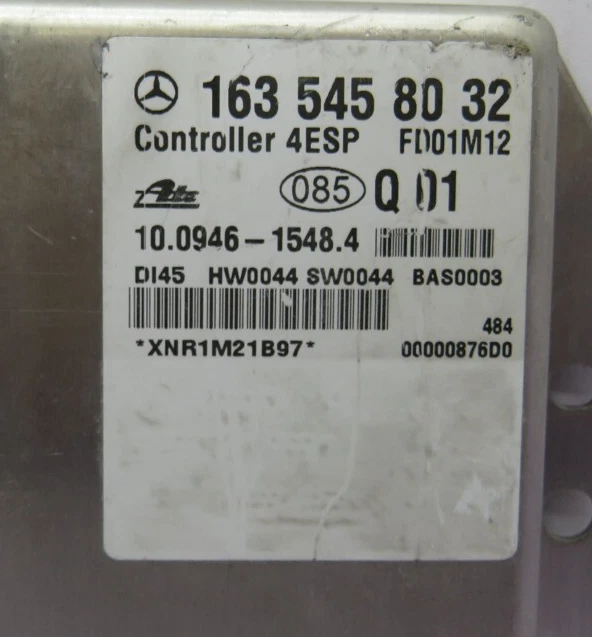 163 545 80 32
Controller 4ESP FD01M12
Ate 085 Q 01
10.0946-1548.4
DI45 HW0044 SW0044 BAS0003
484
*XNR1M21B97* 00000876D0